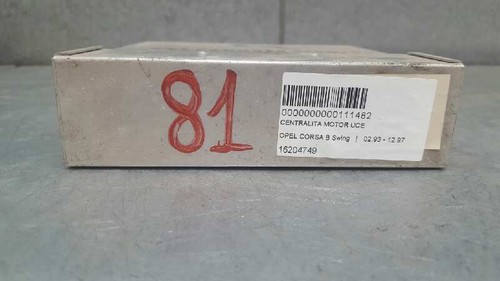 81
0000000000111482
CENTRALITA MOTOR UCE
OPEL CORSA B Swing | 02.93 - 12.97
16204749